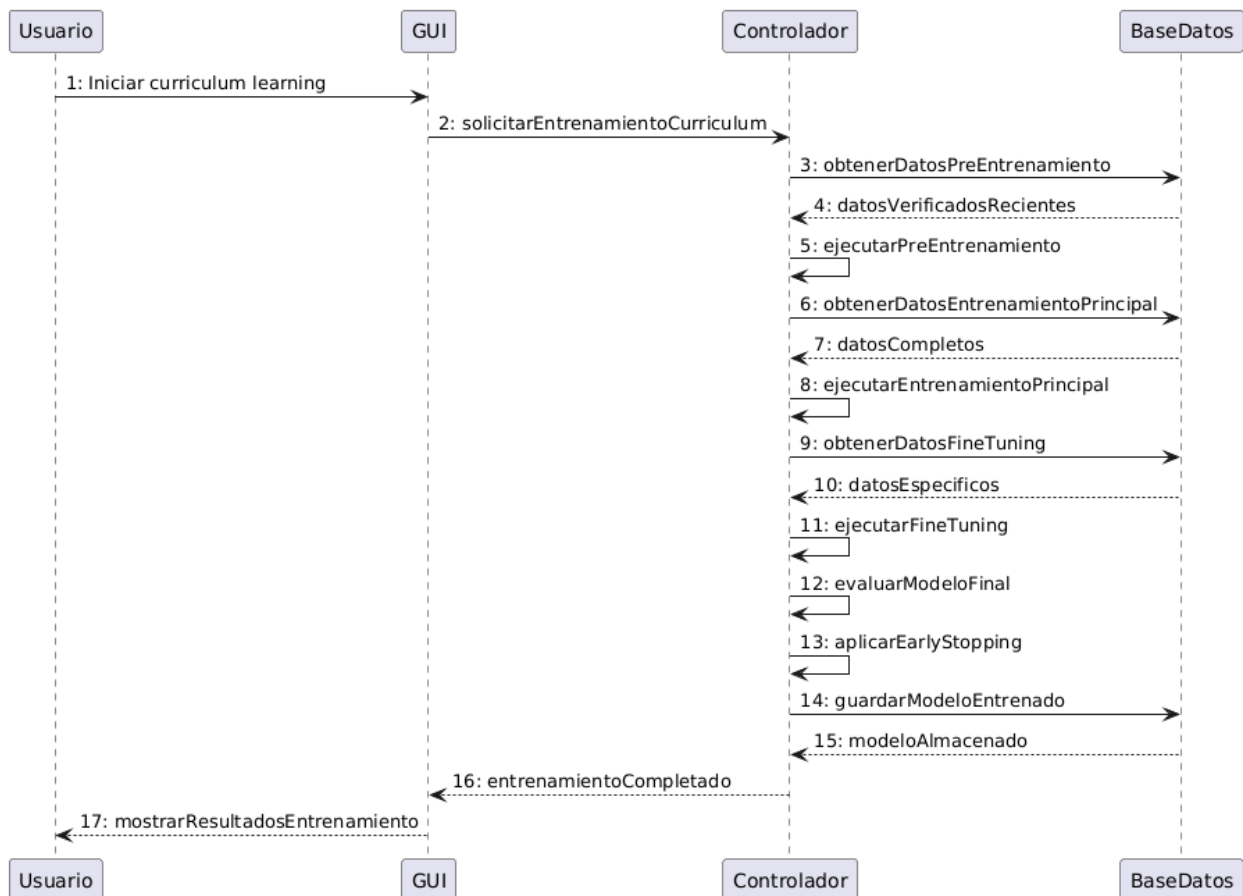 Usuario GUI Controlador BaseDatos
1: Iniciar curriculum learning
2: solicitarEntrenamientoCurriculum
3: obtenerDatosPreEntrenamiento
4: datosVerificadosRecientes
5: ejecutarPreEntrenamiento
6: obtenerDatosEntrenamientoPrincipal
7: datosCompletos
8: ejecutarEntrenamientoPrincipal
9: obtenerDatosFineTuning
10: datosEspecificos
11: ejecutarFineTuning
12: evaluarModeloFinal
13: aplicarEarlyStopping
14: guardarModeloEntrenado
15: modeloAlmacenado
16: entrenamientoCompletado
17: mostrarResultadosEntrenamiento
Usuario GUI Controlador BaseDatos